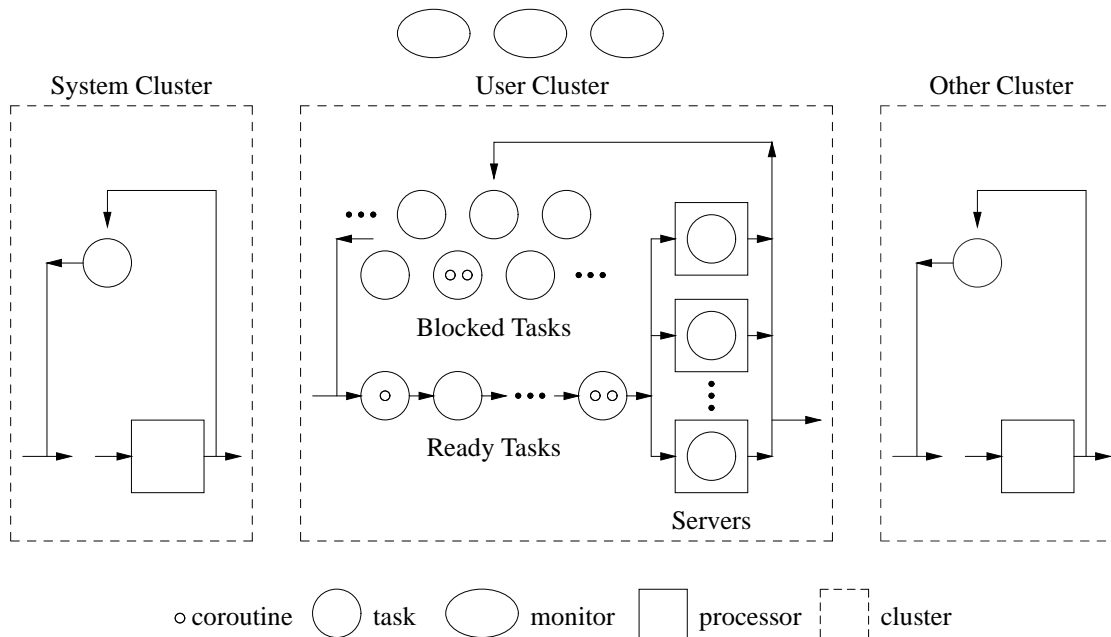 System Cluster
User Cluster
Other Cluster
Blocked Tasks
Ready Tasks
Servers
coroutine
task
monitor
processor
cluster